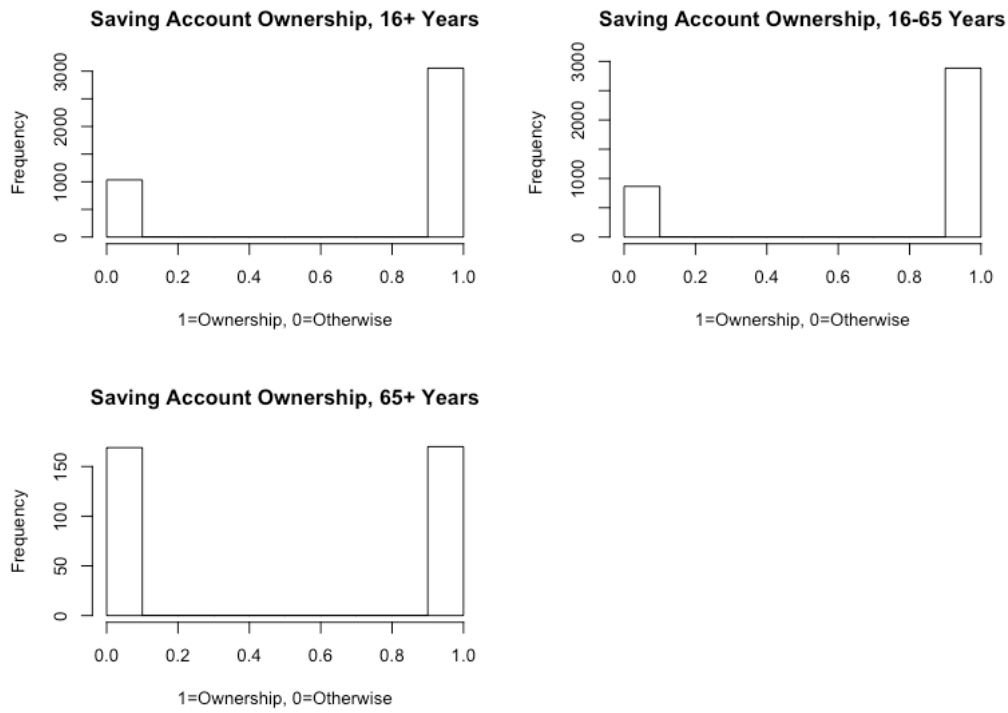 Saving Account Ownership, 16+ Years
Frequency
3000
2000
1000
0
0.0 0.2 0.4 0.6 0.8 1.0
1=Ownership, 0=Otherwise
Saving Account Ownership, 16-65 Years
Frequency
3000
2000
1000
0
0.0 0.2 0.4 0.6 0.8 1.0
1=Ownership, 0=Otherwise
Saving Account Ownership, 65+ Years
Frequency
150
100
50
0
0.0 0.2 0.4 0.6 0.8 1.0
1=Ownership, 0=Otherwise